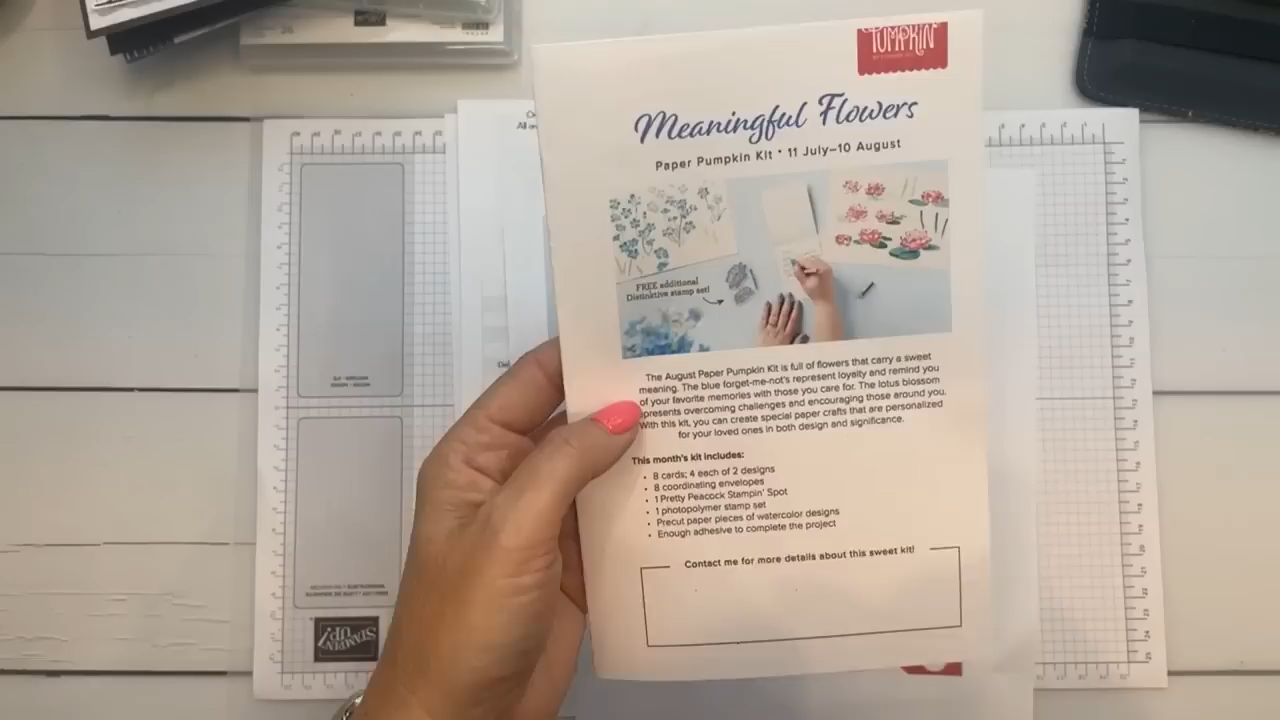 PUMPKIN
Meaningful Flowers
Paper Pumpkin Kit • 11 July–10 August
FREE additional
Distinktive stamp set!
The August Paper Pumpkin Kit is full of flowers that carry a sweet
meaning. The blue forget-me-not's represent loyalty and remind you
of your favorite memories with those you care for. The lotus blossom
represents overcoming challenges and encouraging those around you.
With this kit, you can create special paper crafts that are personalized
for your loved ones in both design and significance.
This month's kit includes:
• 8 cards; 4 each of 2 designs
• 8 coordinating envelopes
• 1 Pretty Peacock Stampin' Spot
• 1 photopolymer stamp set
• Precut paper pieces of watercolor designs
• Enough adhesive to complete the project
Contact me for more details about this sweet kit!
STAMPIN' UP!